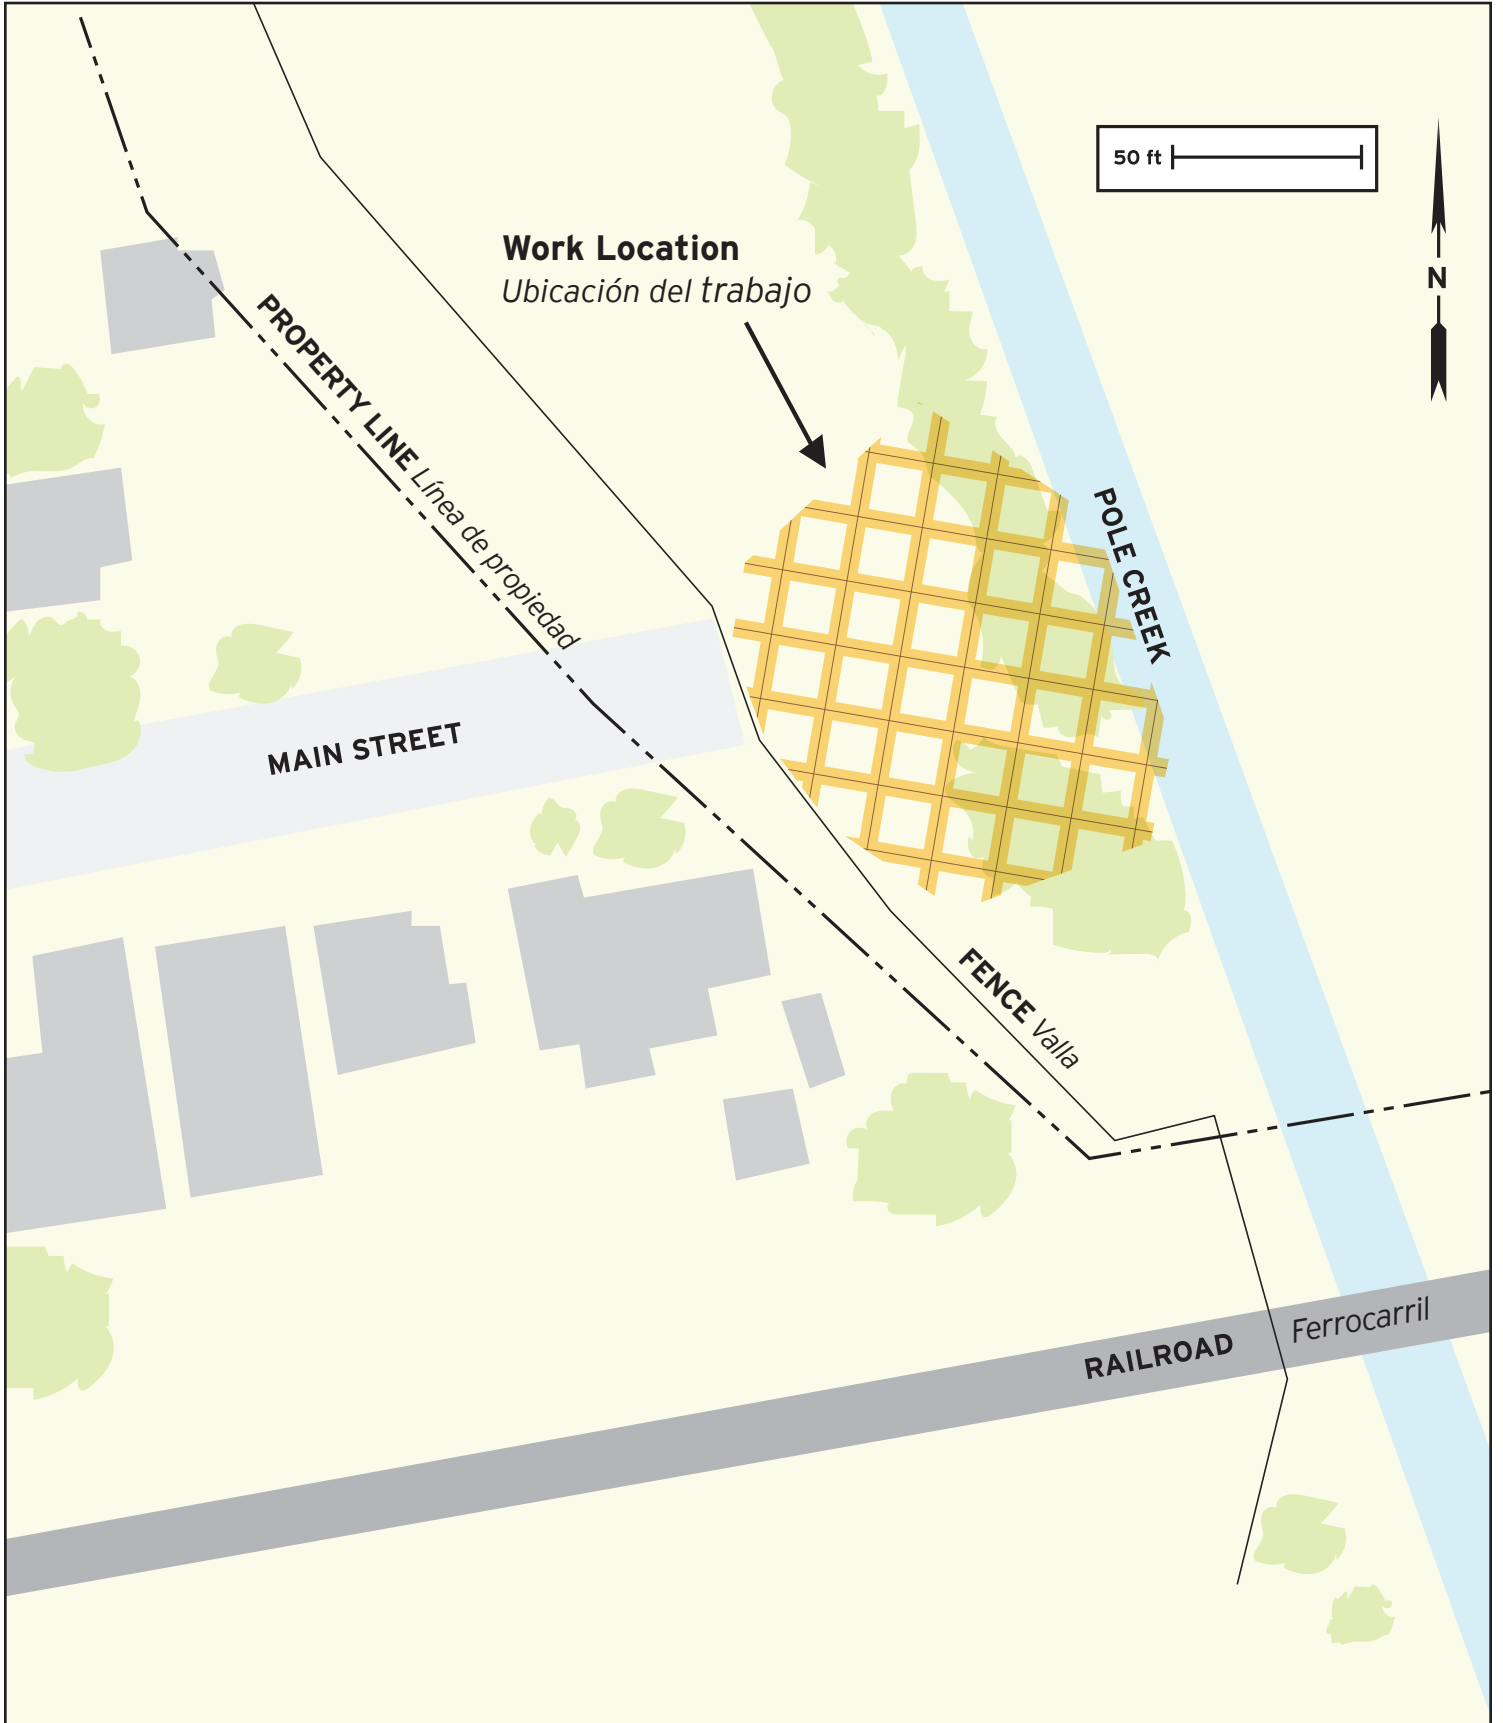 50 ft
Work Location
Ubicación del trabajo
N
PROPERTY LINE Línea de propiedad
POLE CREEK
MAIN STREET
FENCE Valla
RAILROAD Ferrocarril